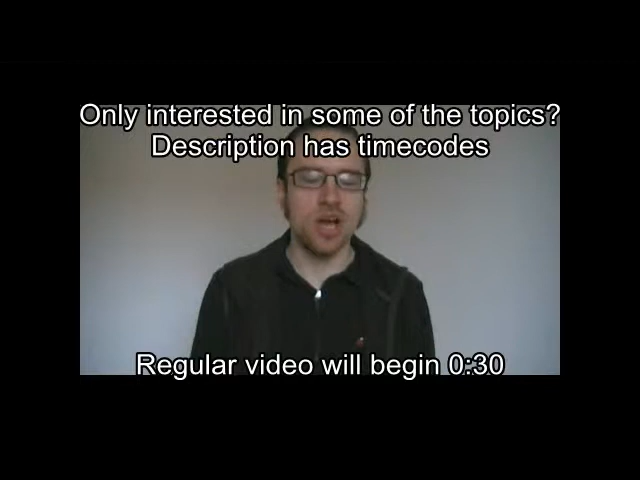 Only interested in some of the topics?
Description has timecodes
Regular video will begin 0:30